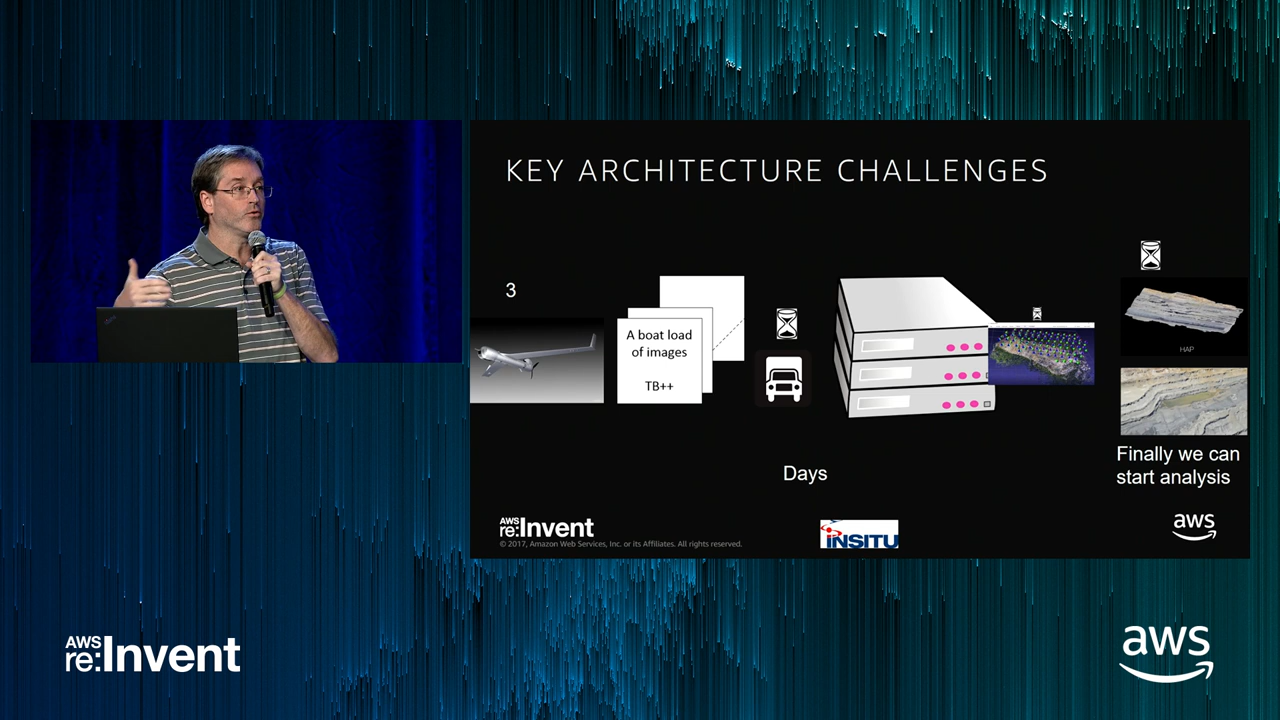 KEY ARCHITECTURE CHALLENGES
3
A boat load
of images
TB++
HAP
Days
Finally we can
start analysis
AWS
re:Invent
© 2017, Amazon Web Services, Inc. or its Affiliates. All rights reserved.
INSITU
aws
AWS
re:Invent
aws